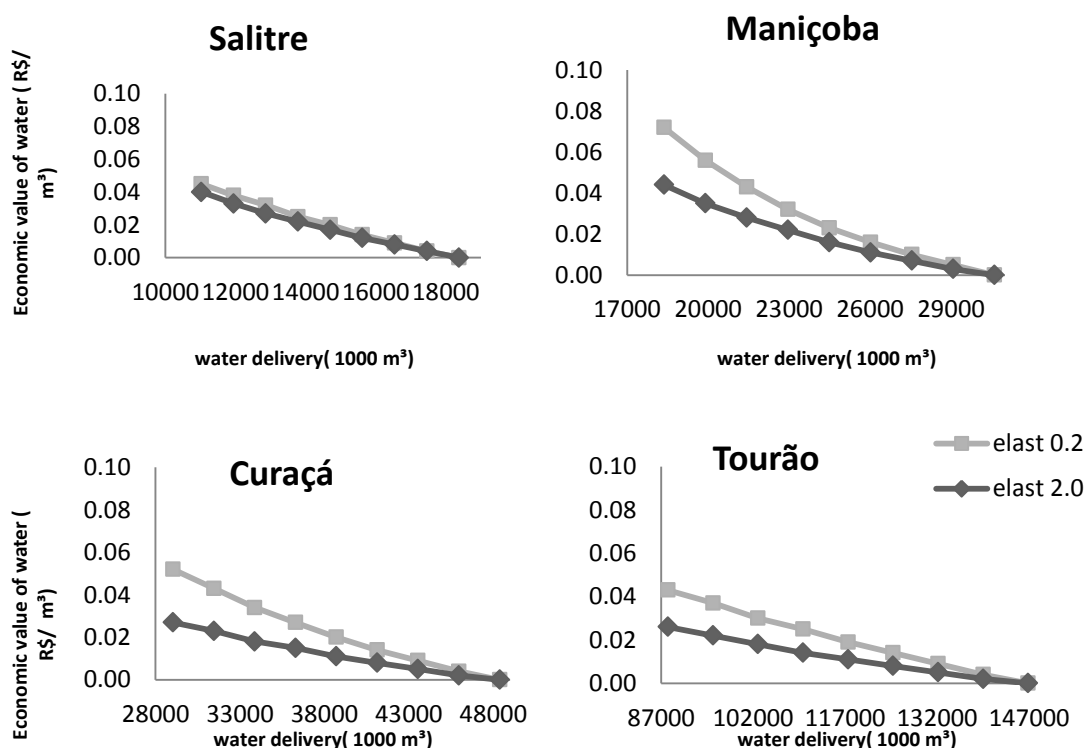 Salitre
Economic value of water ( R$/
m³)
0.10
0.08
0.06
0.04
0.02
0.00
10000 12000 14000 16000 18000
water delivery( 1000 m³)
Maniçoba
0.10
0.08
0.06
0.04
0.02
0.00
17000 20000 23000 26000 29000
water delivery( 1000 m³)
Curaçá
Economic value of water (
R$/ m³)
0.10
0.08
0.06
0.04
0.02
0.00
28000 33000 38000 43000 48000
water delivery( 1000 m³)
Tourão
0.10
0.08
0.06
0.04
0.02
0.00
87000 102000 117000 132000 147000
water delivery( 1000 m³)
elast 0.2
elast 2.0